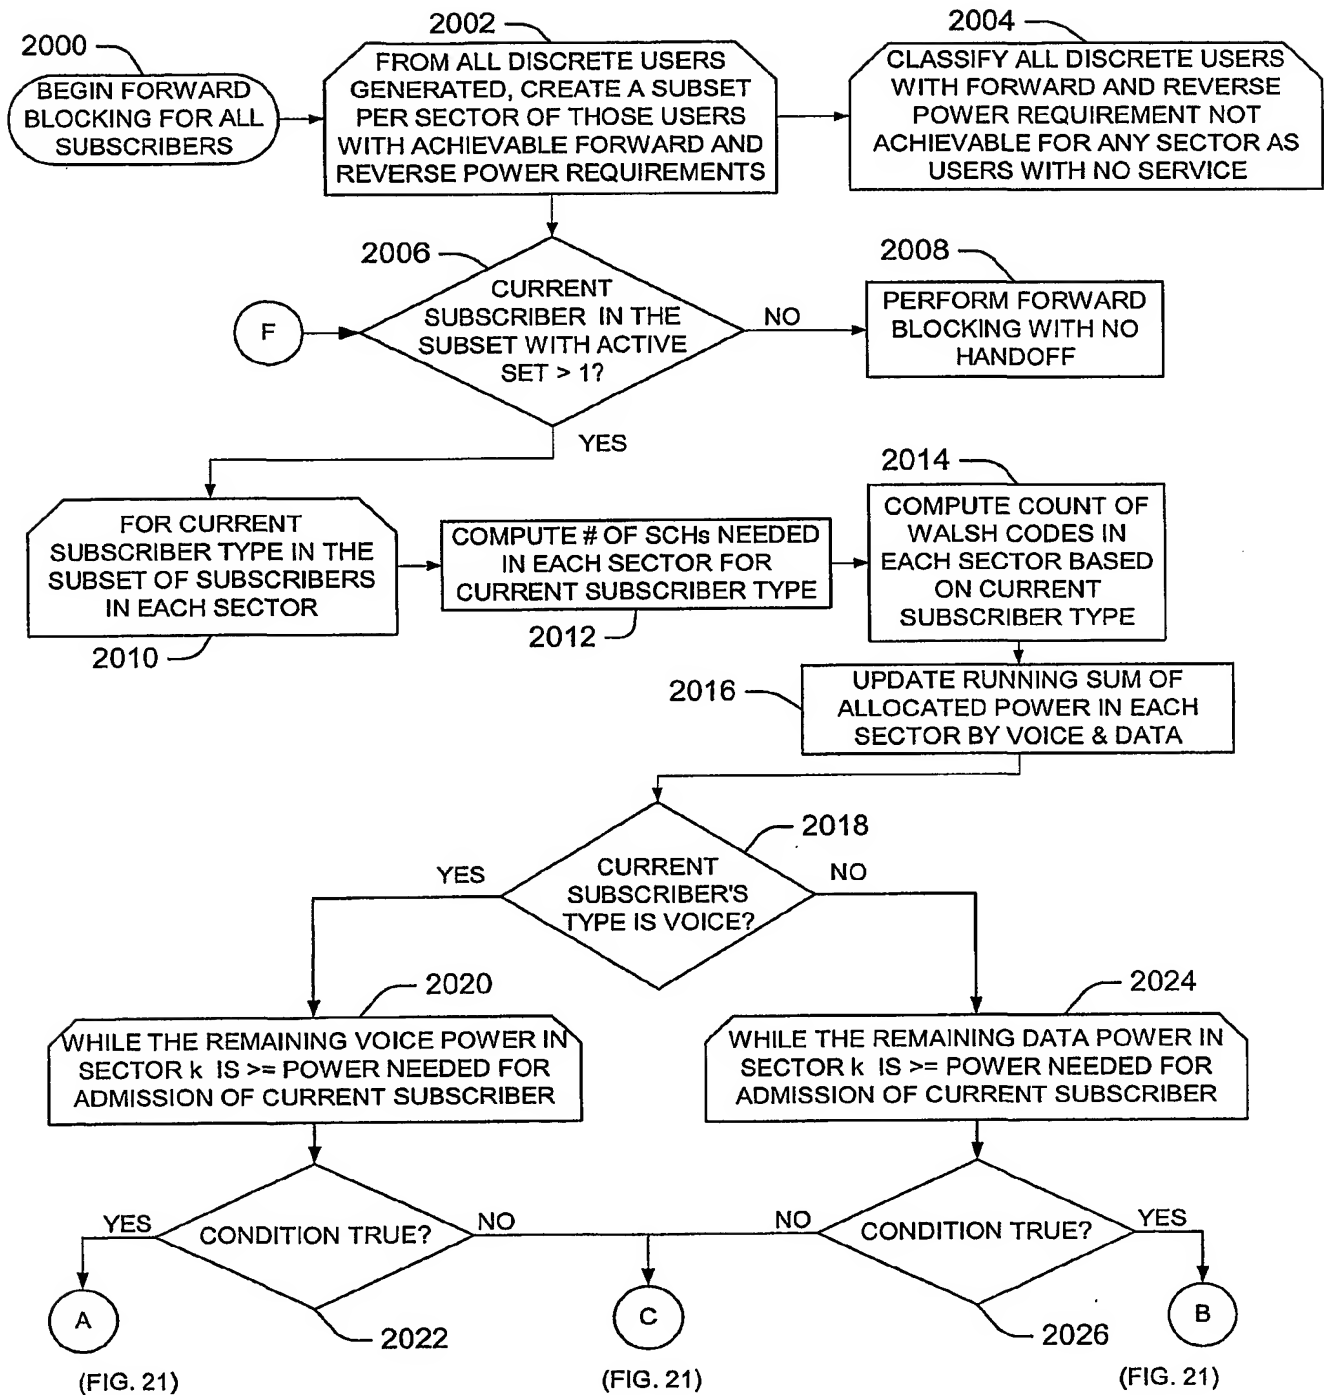 2000
BEGIN FORWARD
BLOCKING FOR ALL
SUBSCRIBERS
2002
FROM ALL DISCRETE USERS
GENERATED, CREATE A SUBSET
PER SECTOR OF THOSE USERS
WITH ACHIEVABLE FORWARD AND
REVERSE POWER REQUIREMENTS
2004
CLASSIFY ALL DISCRETE USERS
WITH FORWARD AND REVERSE
POWER REQUIREMENT NOT
ACHIEVABLE FOR ANY SECTOR AS
USERS WITH NO SERVICE
F
2006
CURRENT
SUBSCRIBER IN THE
SUBSET WITH ACTIVE
SET > 1?
NO
2008
PERFORM FORWARD
BLOCKING WITH NO
HANDOFF
YES
FOR CURRENT
SUBSCRIBER TYPE IN THE
SUBSET OF SUBSCRIBERS
IN EACH SECTOR
2010
COMPUTE # OF SCHs NEEDED
IN EACH SECTOR FOR
CURRENT SUBSCRIBER TYPE
2012
2014
COMPUTE COUNT OF
WALSH CODES IN
EACH SECTOR BASED
ON CURRENT
SUBSCRIBER TYPE
2016
UPDATE RUNNING SUM OF
ALLOCATED POWER IN EACH
SECTOR BY VOICE & DATA
2018
CURRENT
SUBSCRIBER'S
TYPE IS VOICE?
YES
NO
2020
WHILE THE REMAINING VOICE POWER IN
SECTOR k IS >= POWER NEEDED FOR
ADMISSION OF CURRENT SUBSCRIBER
2024
WHILE THE REMAINING DATA POWER IN
SECTOR k IS >= POWER NEEDED FOR
ADMISSION OF CURRENT SUBSCRIBER
YES
CONDITION TRUE?
NO
2022
NO
CONDITION TRUE?
YES
2026
A
C
B
(FIG. 21)
(FIG. 21)
(FIG. 21)